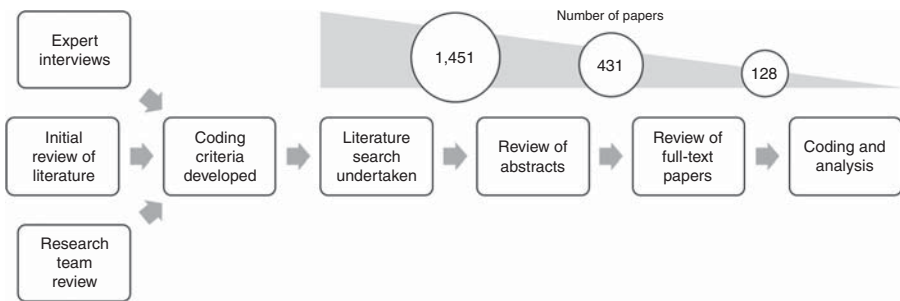 Number of papers
1,451
431
128
Expert
interviews
Initial
review of
literature
Research
team
review
Coding
criteria
developed
Literature
search
undertaken
Review of
abstracts
Review of
full-text
papers
Coding and
analysis